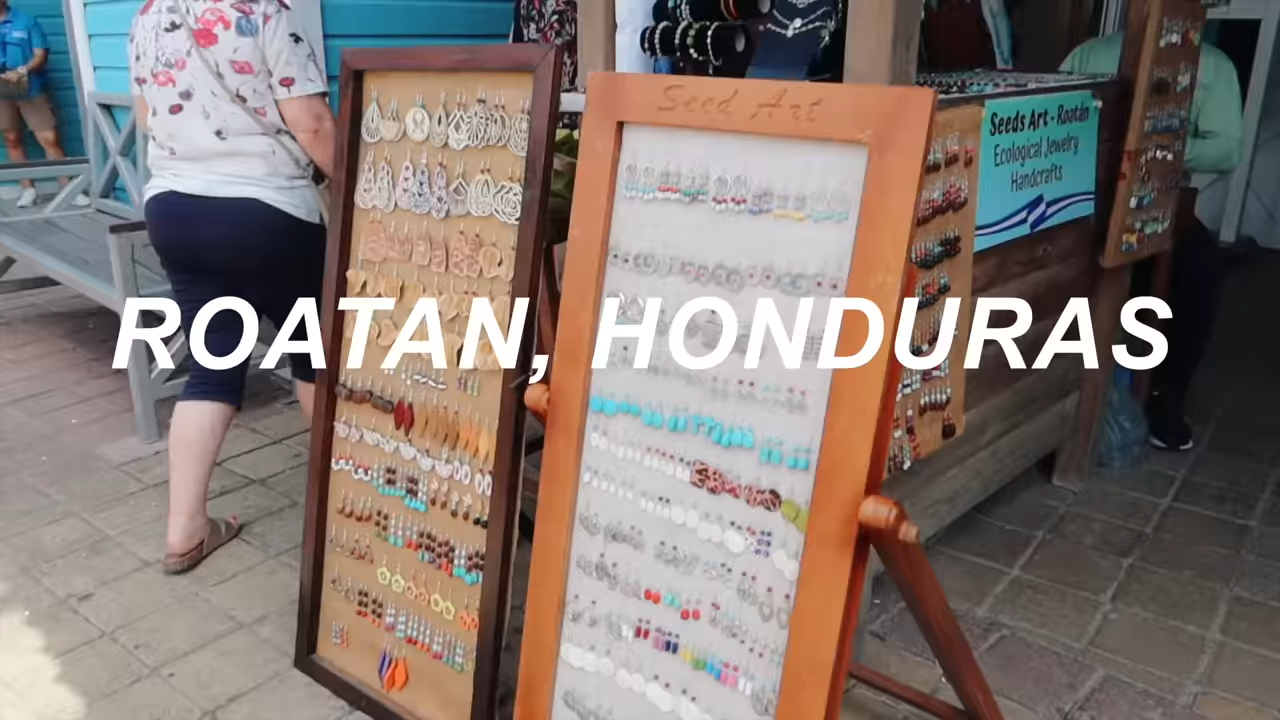 Seed Art
Seeds Art - Roatán
Ecological Jewelry
Handcrafts
ROATAN, HONDURAS